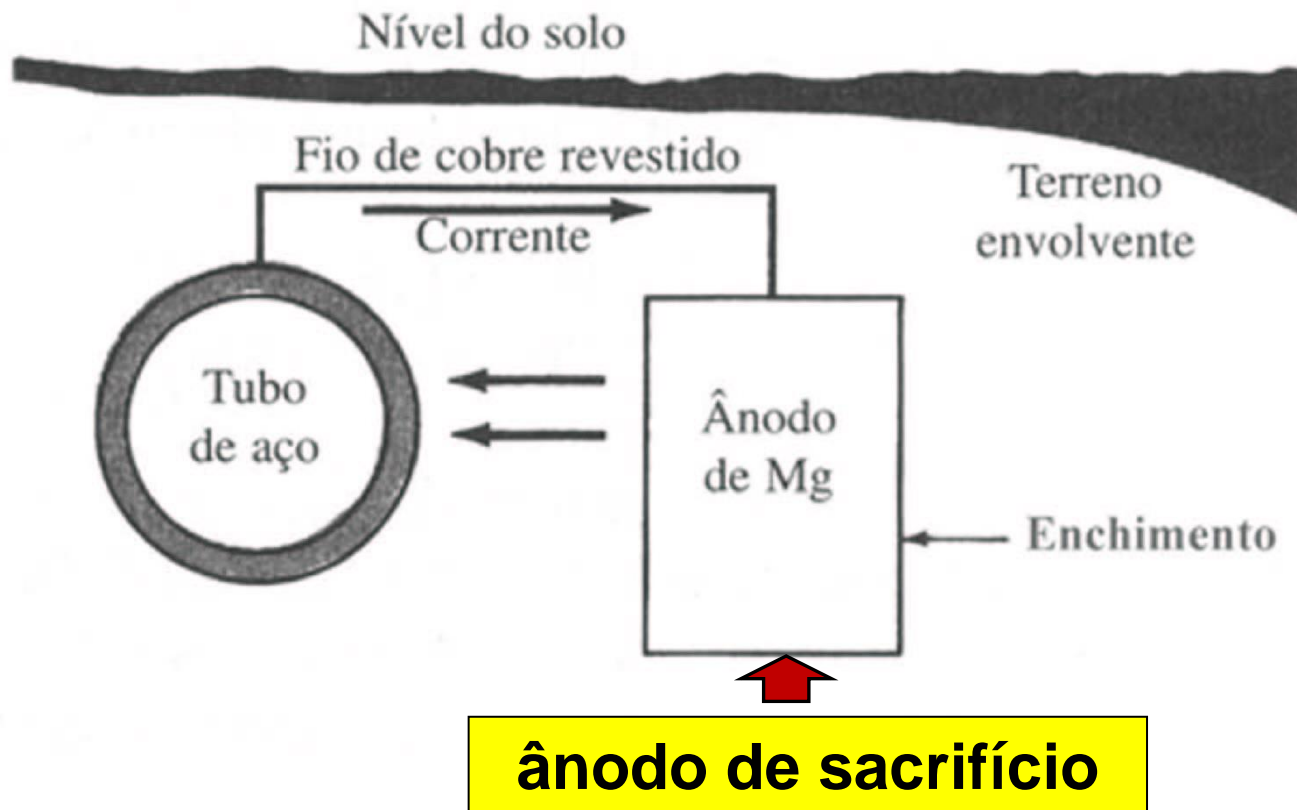 Nível do solo
Fio de cobre revestido
Corrente
Terreno
envolvente
Tubo
de aço
Ânodo
de Mg
Enchimento
ânodo de sacrifício